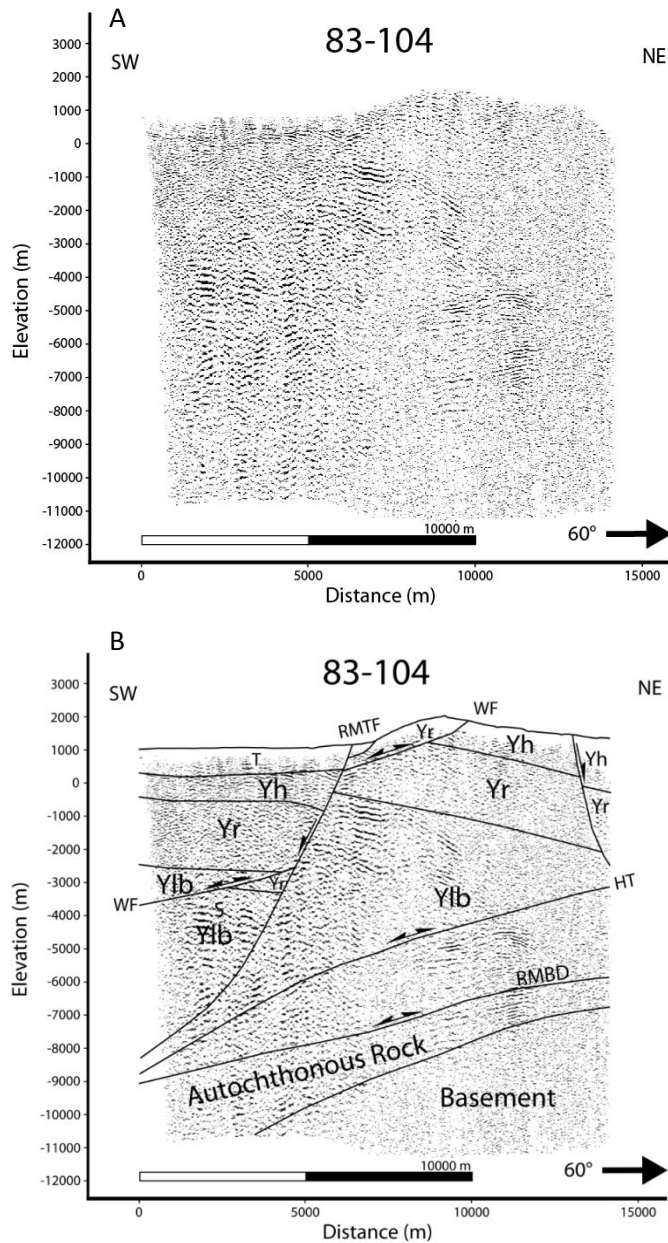 A
83-104
SW
NE
3000
2000
1000
0
-1000
-2000
-3000
-4000
-5000
-6000
-7000
-8000
-9000
-10000
-11000
-12000
Elevation (m)
10000 m
60°
0
5000
10000
15000
Distance (m)
B
83-104
SW
NE
3000
2000
1000
0
-1000
-2000
-3000
-4000
-5000
-6000
-7000
-8000
-9000
-10000
-11000
-12000
Elevation (m)
RMTF
WF
Yr
T
Yh
Yh
Yh
Yr
Yr
Yr
Ylb
Yr
Ylb
HT
WF
S
Ylb
RMBD
Autochthonous Rock
Basement
10000 m
60°
0
5000
10000
15000
Distance (m)